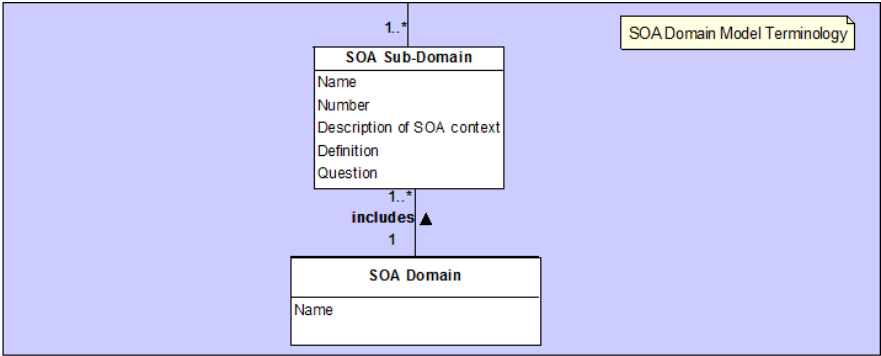 1..*
SOA Domain Model Terminology
SOA Sub-Domain
Name
Number
Description of SOA context
Definition
Question
1..*
includes ▲
1
SOA Domain
Name